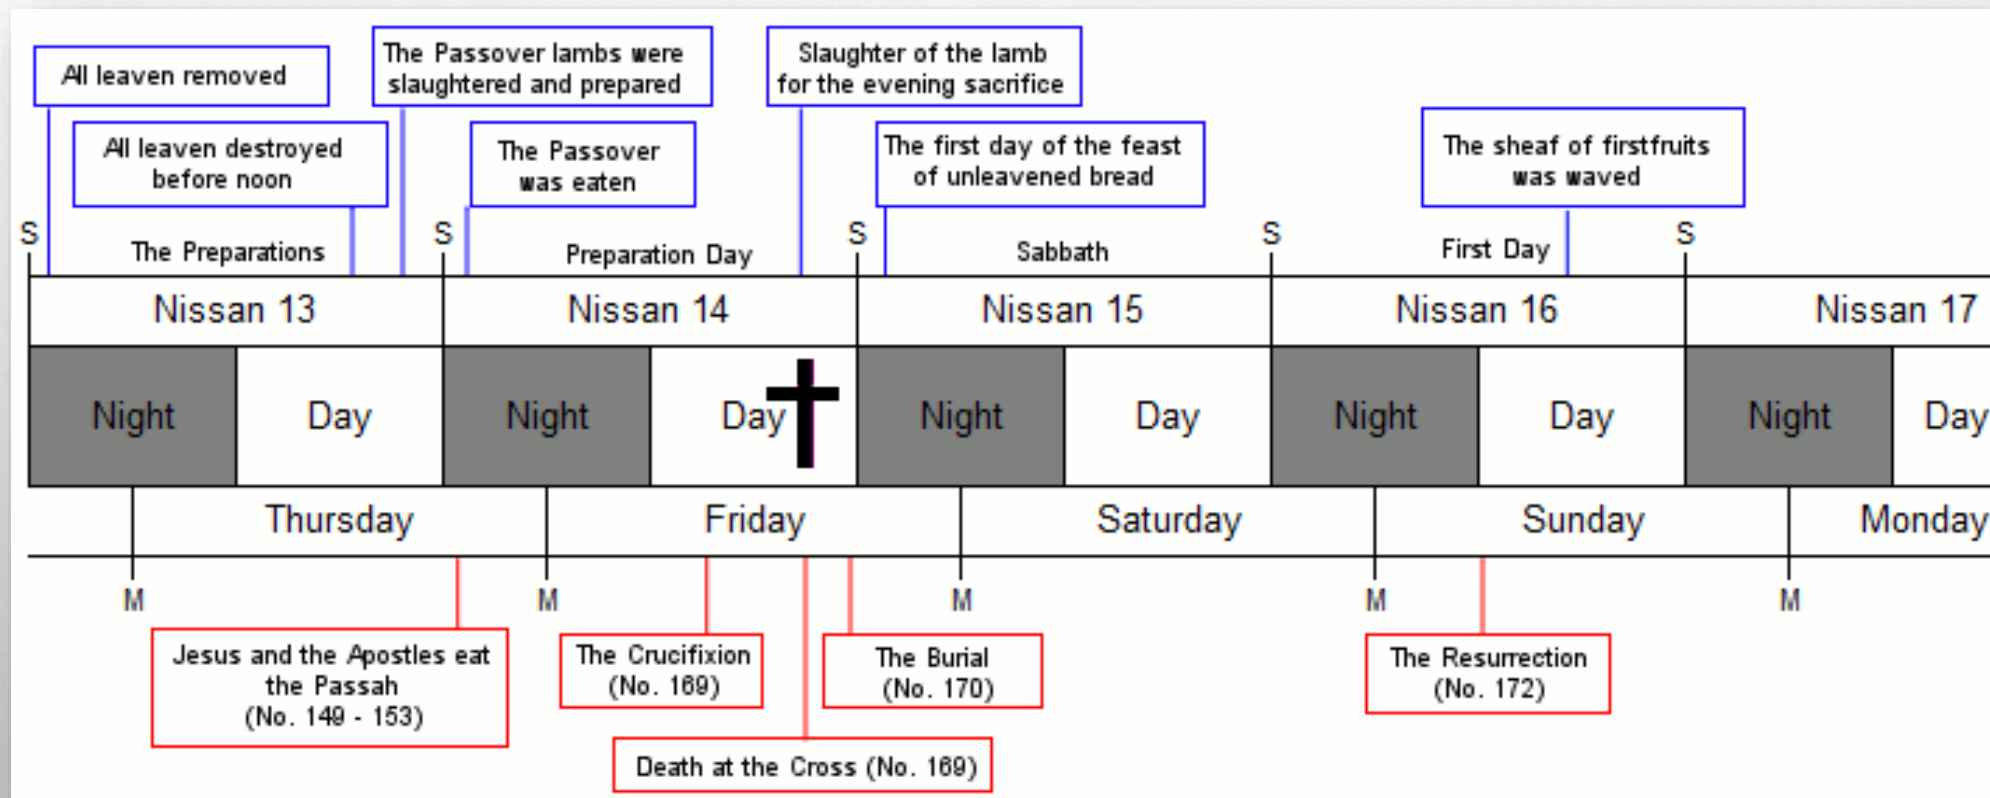 All leaven removed
The Passover lambs were
slaughtered and prepared
Slaughter of the lamb
for the evening sacrifice
All leaven destroyed
before noon
The Passover
was eaten
The first day of the feast
of unleavened bread
The sheaf of firstfruits
was waved
S
S
S
S
S
The Preparations
Preparation Day
Sabbath
First Day
Nissan 13
Nissan 14
Nissan 15
Nissan 16
Nissan 17
Night
Day
Night
Day
Night
Day
Night
Day
Night
Day
Thursday
Friday
Saturday
Sunday
Monday
M
M
M
M
M
Jesus and the Apostles eat
the Passah
(No. 149 - 153)
The Crucifixion
(No. 169)
The Burial
(No. 170)
The Resurrection
(No. 172)
Death at the Cross (No. 169)